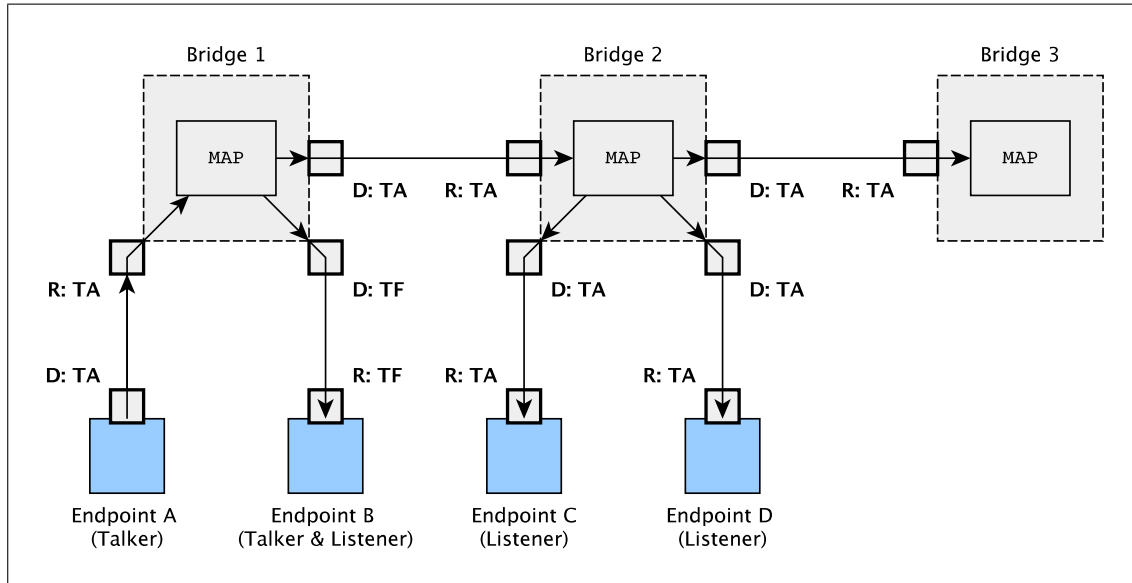 Bridge 1
Bridge 2
Bridge 3
MAP
MAP
MAP
D: TA
R: TA
D: TA
R: TA
R: TA
D: TF
D: TA
D: TA
D: TA
R: TF
R: TA
R: TA
Endpoint A
(Talker)
Endpoint B
(Talker & Listener)
Endpoint C
(Listener)
Endpoint D
(Listener)